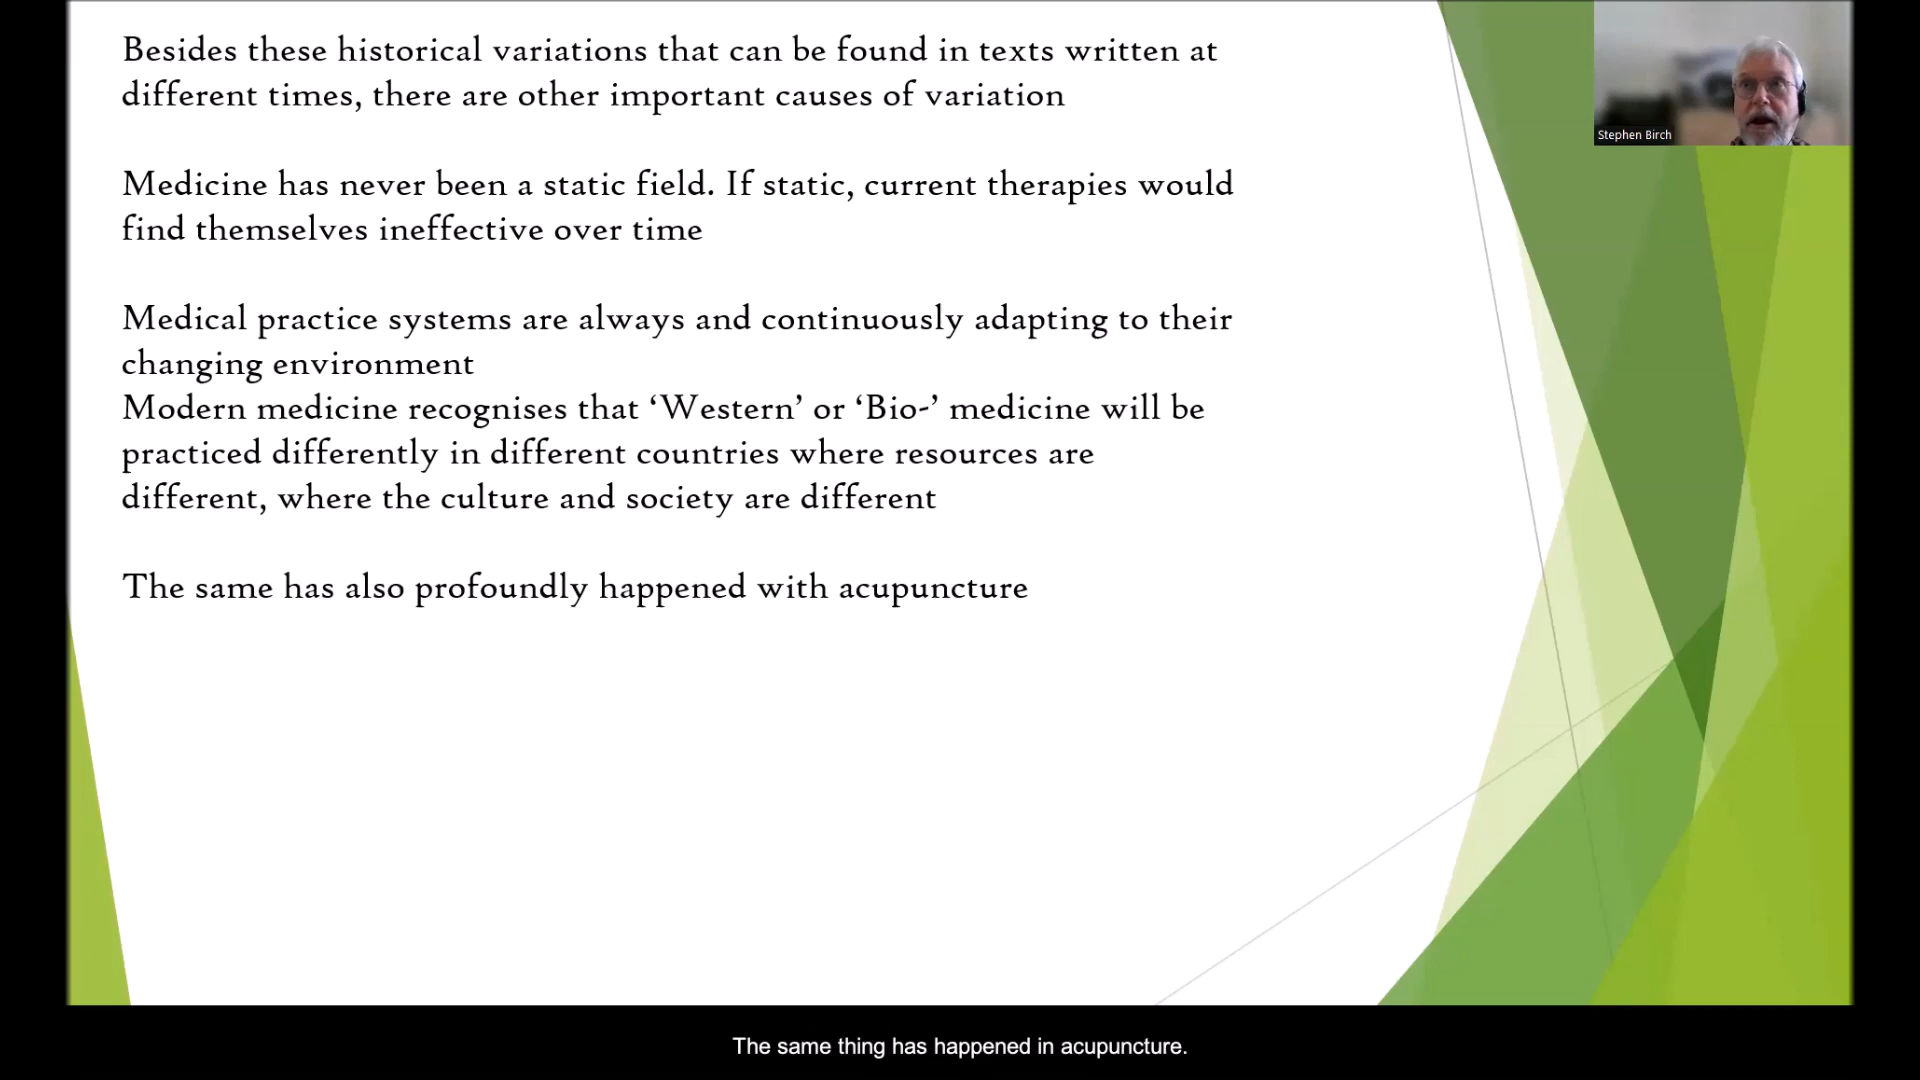 Besides these historical variations that can be found in texts written at
different times, there are other important causes of variation
Medicine has never been a static field. If static, current therapies would
find themselves ineffective over time
Medical practice systems are always and continuously adapting to their
changing environment
Modern medicine recognises that ‘Western’ or ‘Bio-’ medicine will be
practiced differently in different countries where resources are
different, where the culture and society are different
The same has also profoundly happened with acupuncture
Stephen Birch
The same thing has happened in acupuncture.